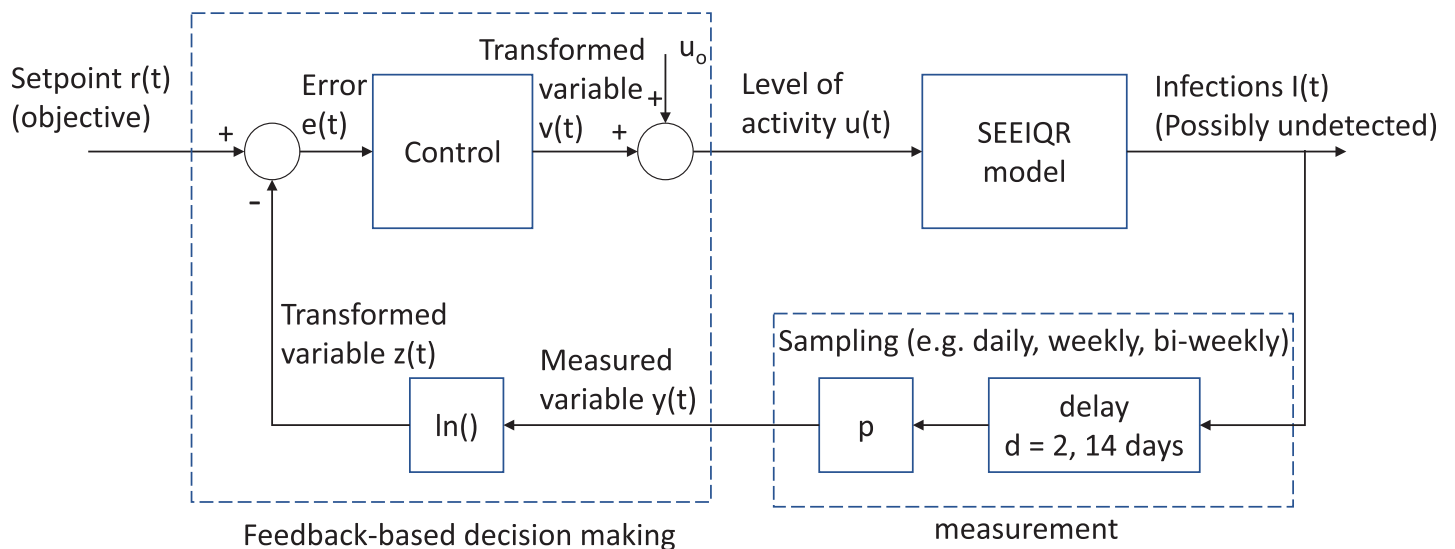 Setpoint r(t)
(objective)
+
-
Error
e(t)
Control
Transformed
variable
v(t)
+
u₀
+
Level of
activity u(t)
SEEIQR
model
Infections I(t)
(Possibly undetected)
Transformed
variable z(t)
ln()
Measured
variable y(t)
Sampling (e.g. daily, weekly, bi-weekly)
p
delay
d = 2, 14 days
Feedback-based decision making
measurement